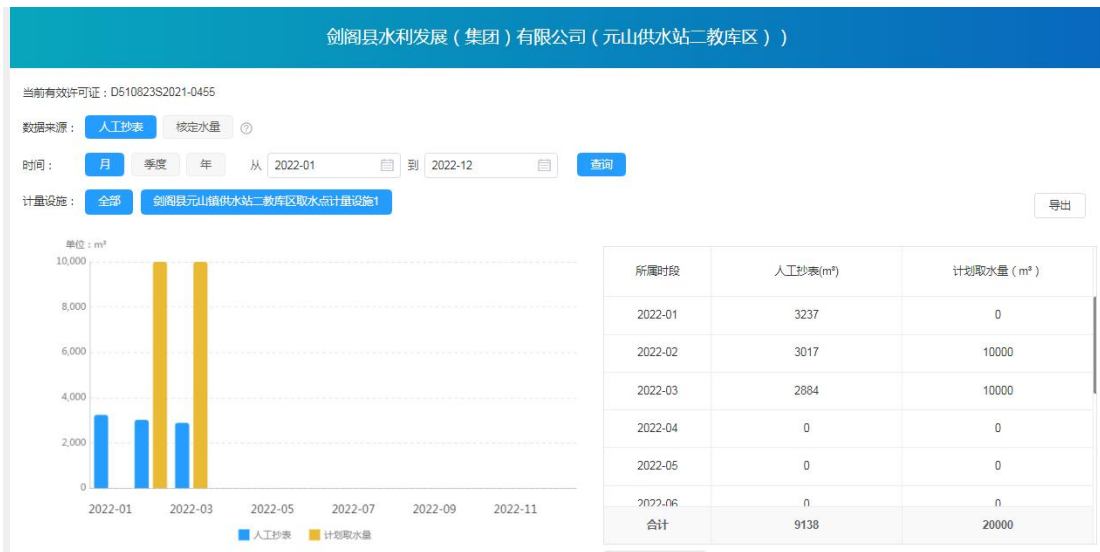 剑阁县水利发展（集团）有限公司（元山供水站二教库区））
当前有效许可证：D510823S2021-0455
数据来源： 人工抄表 核定水量 ?
时间： 月 季度 年 从 2022-01 到 2022-12 查询
计量设施： 全部 剑阁县元山镇供水站二教库区取水点计量设施1
导出
单位：m³
10,000
8,000
6,000
4,000
2,000
0
2022-01 2022-03 2022-05 2022-07 2022-09 2022-11
人工抄表 计划取水量
所属时段 人工抄表(m³) 计划取水量（m³）
2022-01 3237 0
2022-02 3017 10000
2022-03 2884 10000
2022-04 0 0
2022-05 0 0
2022-06 0 0
合计 9138 20000